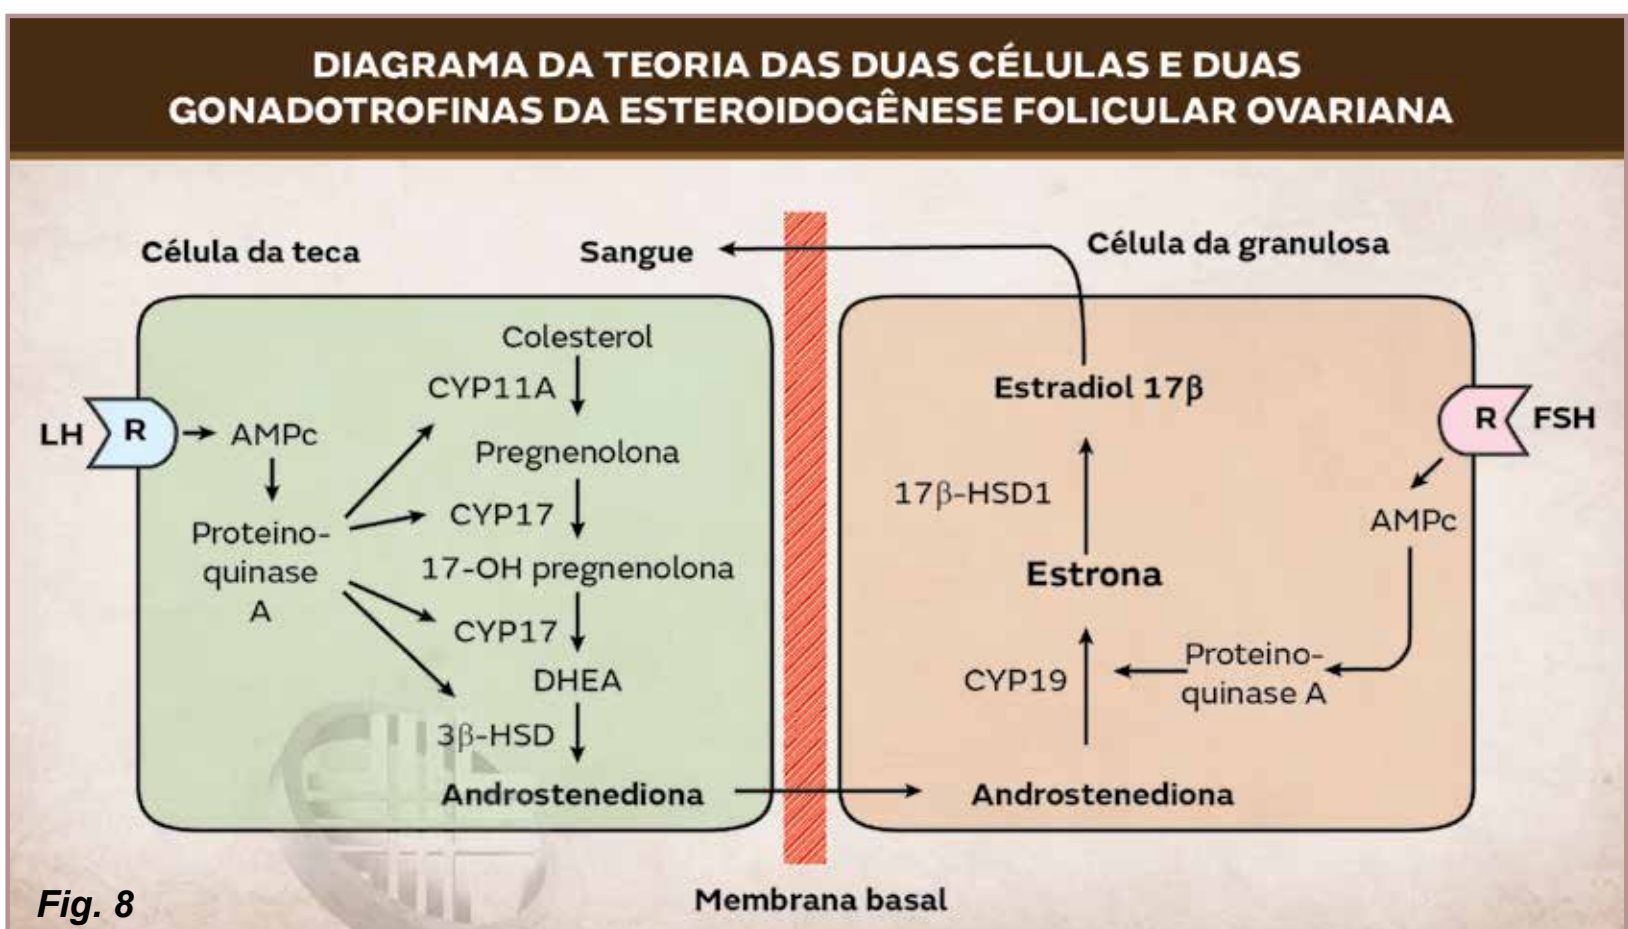 DIAGRAMA DA TEORIA DAS DUAS CÉLULAS E DUAS
GONADOTROFINAS DA ESTEROIDOGÊNESE FOLICULAR OVARIANA
Célula da teca
Sangue
Célula da granulosa
LH
R
AMPc
Proteino-
quinase
A
Colesterol
CYP11A
Pregnenolona
CYP17
17-OH pregnenolona
CYP17
DHEA
3β-HSD
Androstenediona
Estradiol 17β
17β-HSD1
Estrona
CYP19
Androstenediona
R
FSH
AMPc
Proteino-
quinase A
Membrana basal
Fig. 8